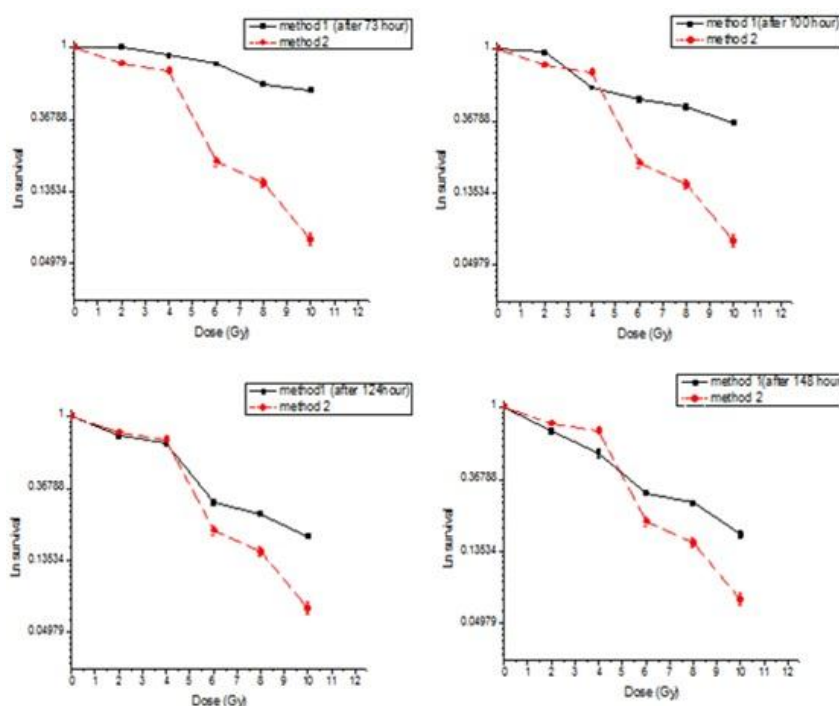 method 1 (after 73 hour)
method 2
1
0.36788
0.13534
0.04979
Ln survival
0 1 2 3 4 5 6 7 8 9 10 11 12
Dose (Gy)
method 1(after 100hour)
method 2
1
0.36788
0.13534
0.04979
Ln survival
0 1 2 3 4 5 6 7 8 9 10 11 12
Dose (Gy)
method1 (after 124hour)
method 2
1
0.36788
0.13534
0.04979
Ln survival
0 1 2 3 4 5 6 7 8 9 10 11 12
Dose (Gy)
method 1(after 148 hour)
method 2
1
0.36788
0.13534
0.04979
Ln survival
0 1 2 3 4 5 6 7 8 9 10 11 12
Dose (Gy)